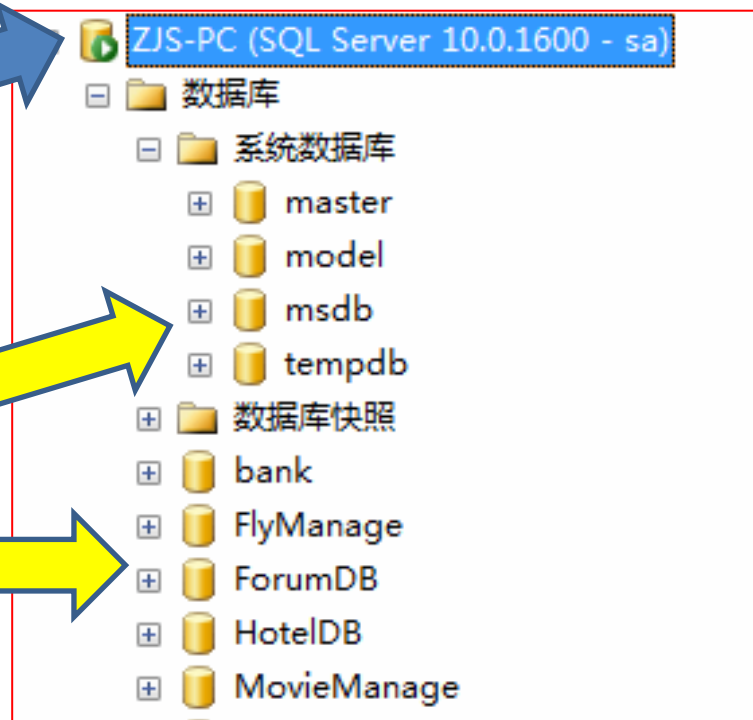 ZJS-PC (SQL Server 10.0.1600 - sa)
数据库
系统数据库
master
model
msdb
tempdb
数据库快照
bank
FlyManage
ForumDB
HotelDB
MovieManage